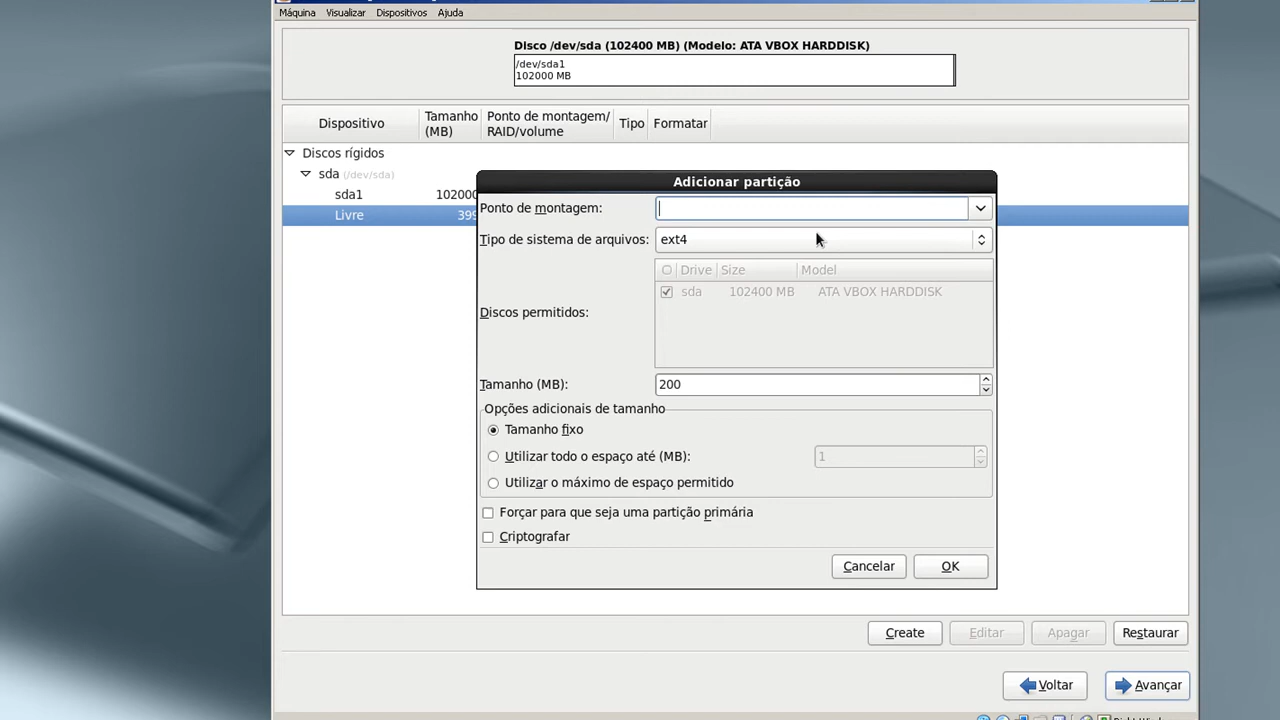 Máquina Visualizar Dispositivos Ajuda
Disco /dev/sda (102400 MB) (Modelo: ATA VBOX HARDDISK)
/dev/sda1
102000 MB
Dispositivo
Tamanho
(MB)
Ponto de montagem/
RAID/volume
Tipo
Formatar
Discos rígidos
sda (/dev/sda)
sda1 102000
Livre 399
Adicionar partição
Ponto de montagem:
Tipo de sistema de arquivos: ext4
Drive Size Model
sda 102400 MB ATA VBOX HARDDISK
Discos permitidos:
Tamanho (MB): 200
Opções adicionais de tamanho
Tamanho fixo
Utilizar todo o espaço até (MB): 1
Utilizar o máximo de espaço permitido
Forçar para que seja uma partição primária
Criptografar
Cancelar OK
Create Editar Apagar Restaurar
Voltar Avançar